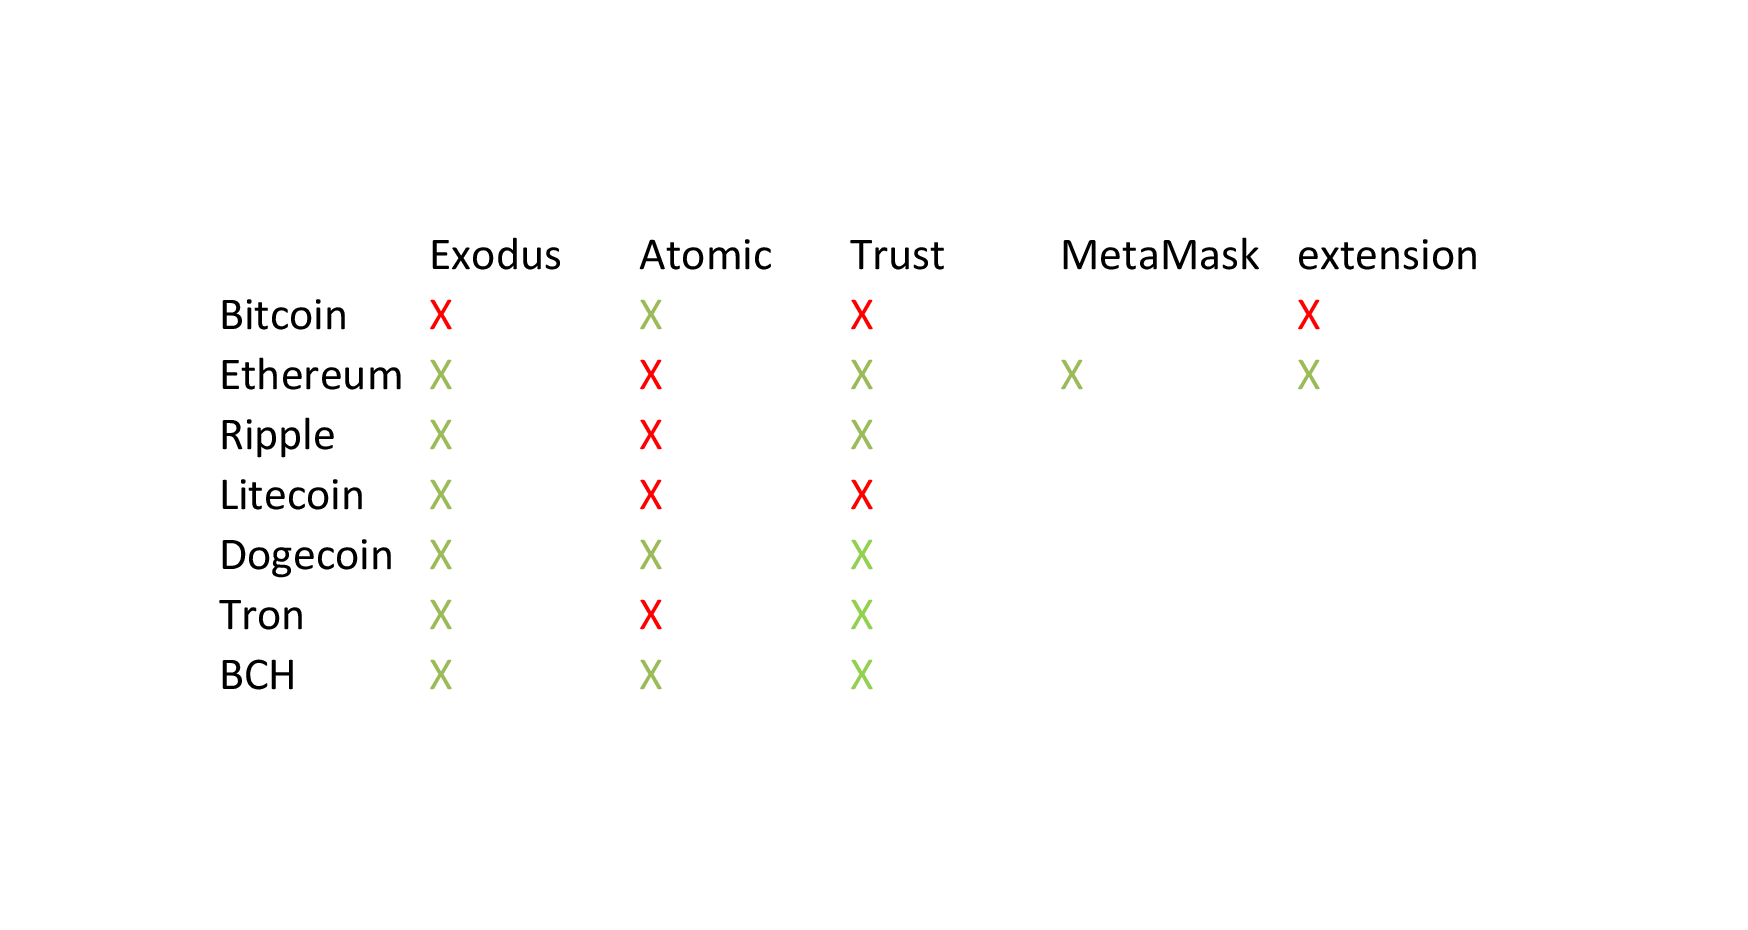 Exodus Atomic Trust MetaMask extension
Bitcoin X X X X
Ethereum X X X X X
Ripple X X X
Litecoin X X X
Dogecoin X X X
Tron X X X
BCH X X X